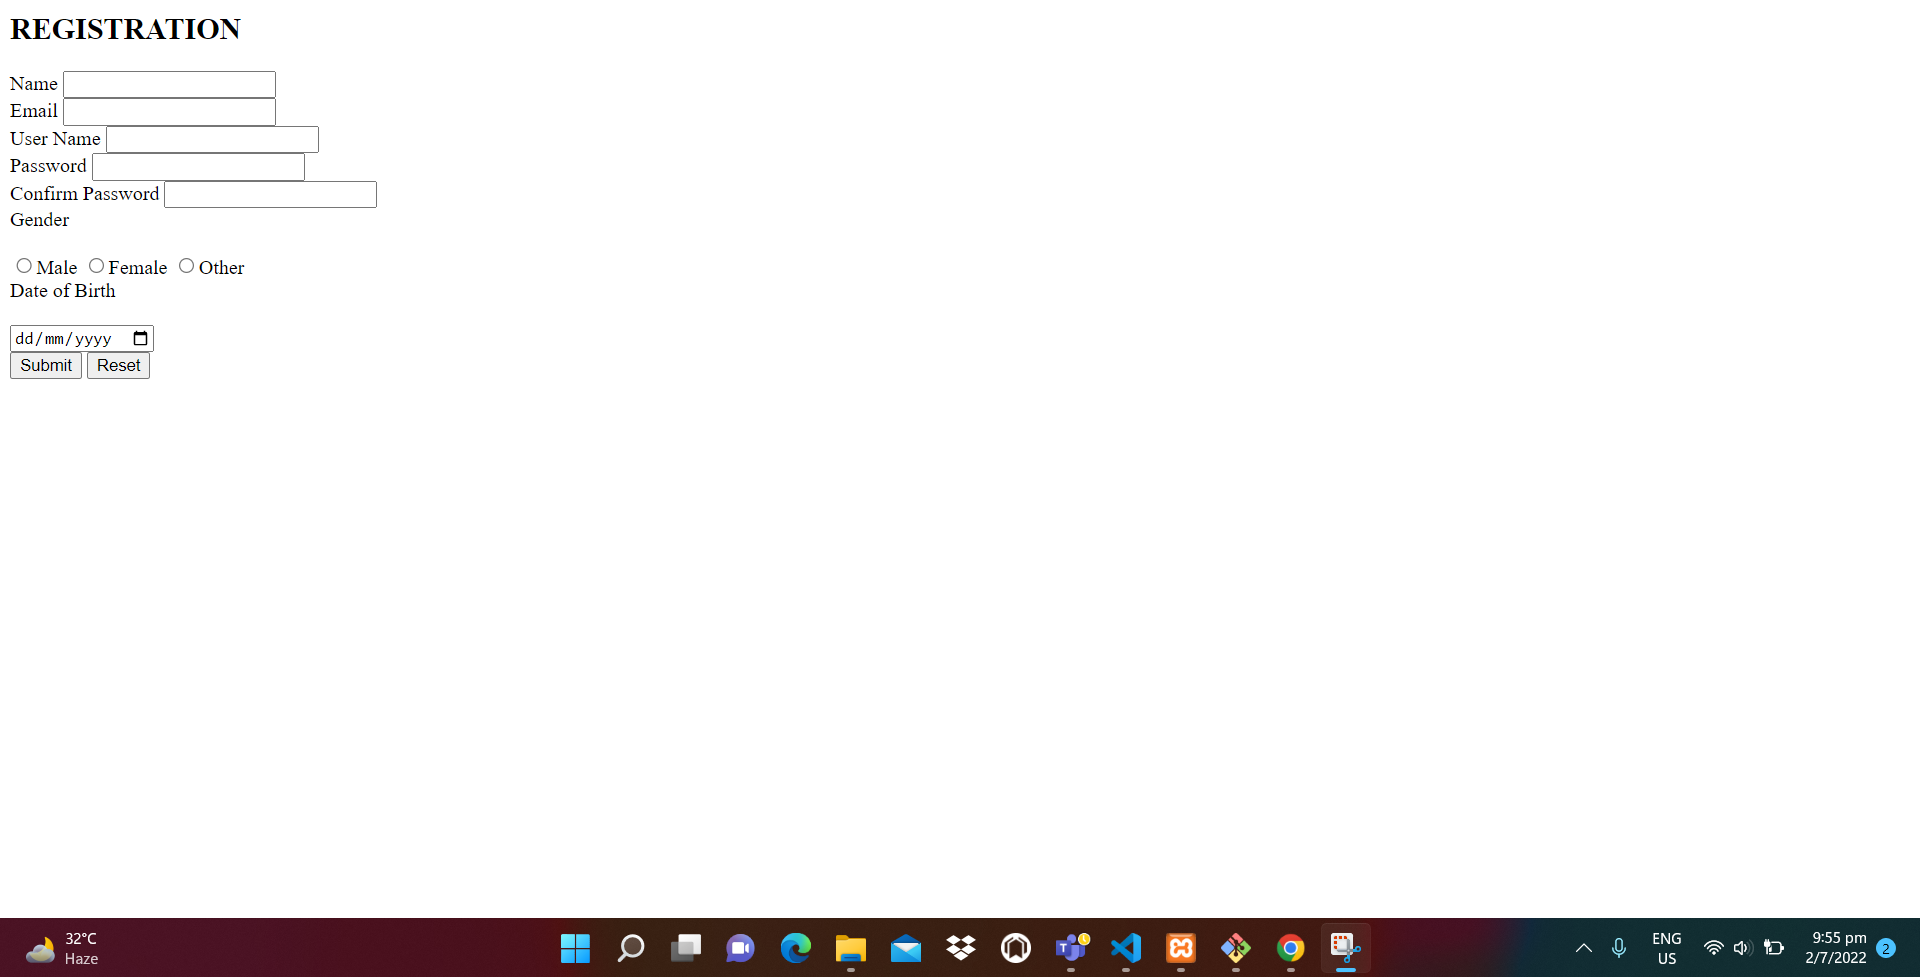 REGISTRATION
Name
Email
User Name
Password
Confirm Password
Gender
Male Female Other
Date of Birth
dd/mm/yyyy
Submit Reset
32°C
Haze
T
ENG
US
9:55 pm
2/7/2022
2